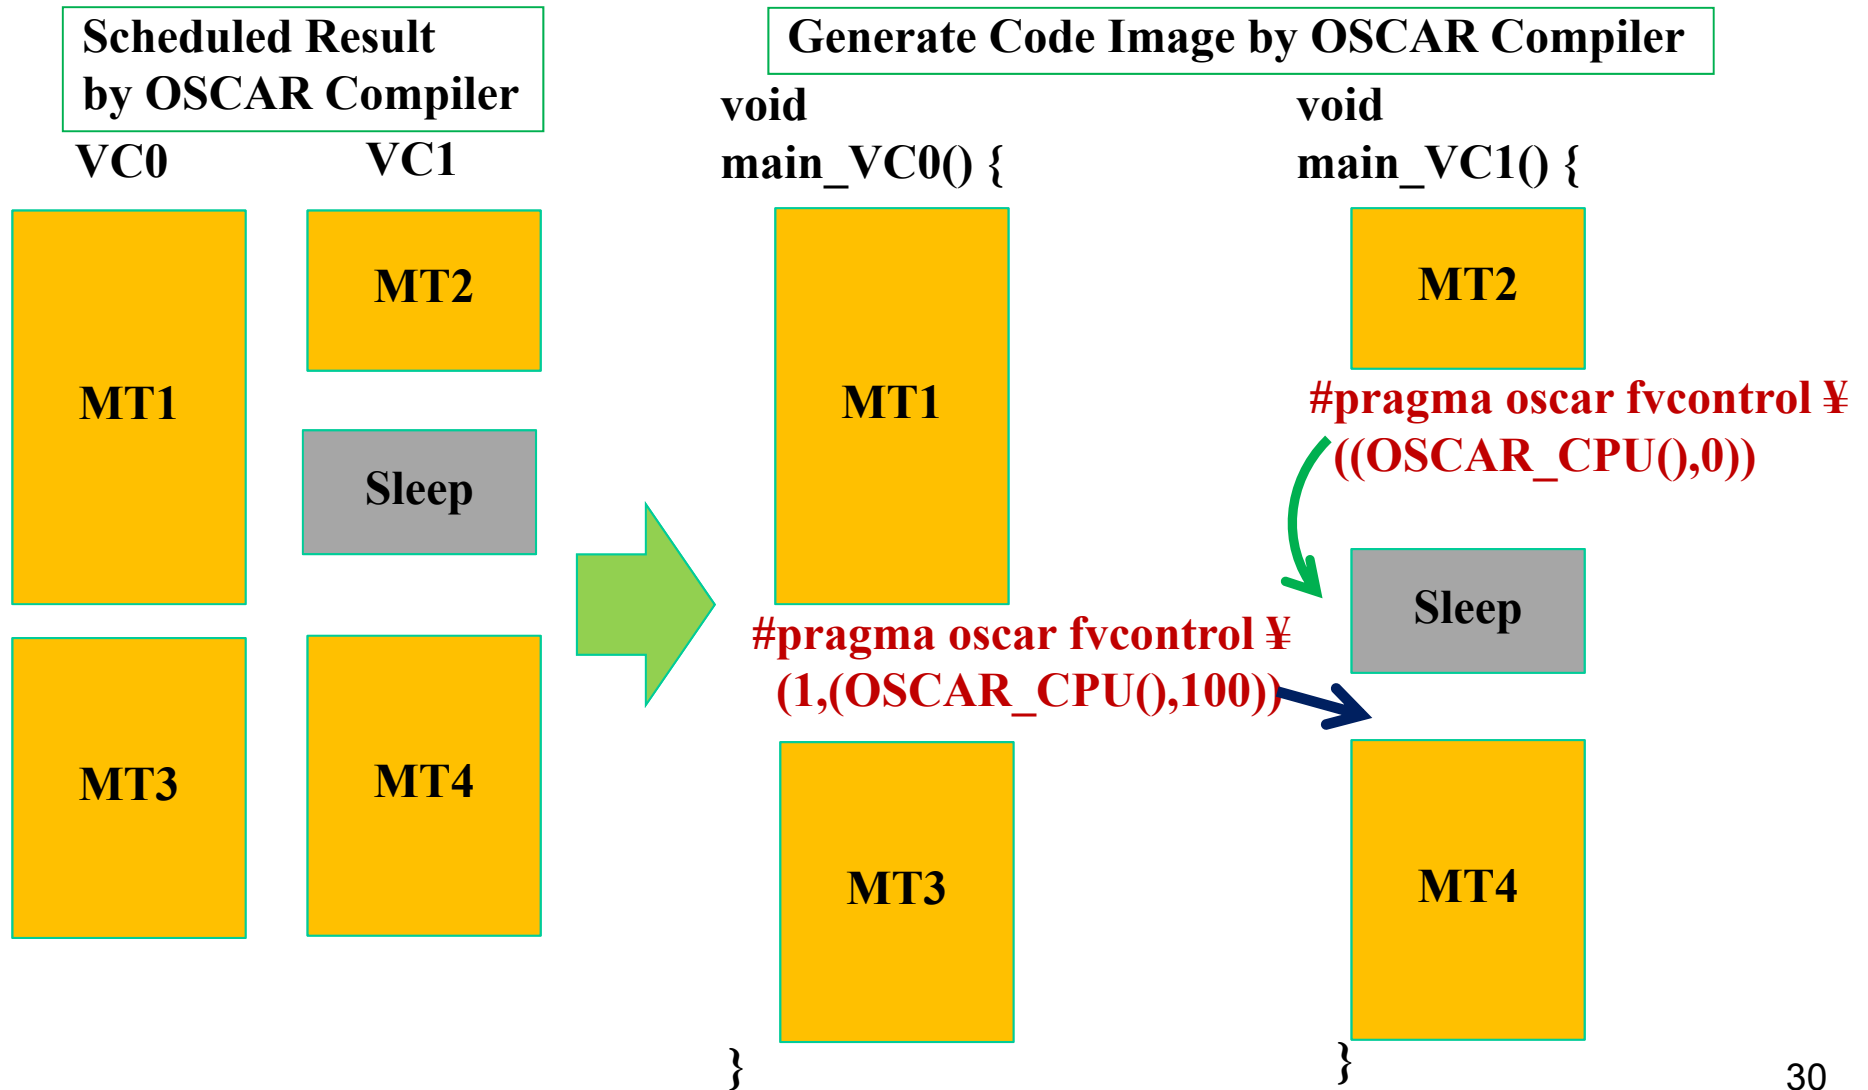 Scheduled Result
by OSCAR Compiler
VC0
VC1
MT1
MT2
Sleep
MT3
MT4
Generate Code Image by OSCAR Compiler
void
main_VC0() {
MT1
#pragma oscar fvcontrol ¥
(1,(OSCAR_CPU(),100))
MT3
}
void
main_VC1() {
MT2
#pragma oscar fvcontrol ¥
((OSCAR_CPU(),0))
Sleep
MT4
}
30